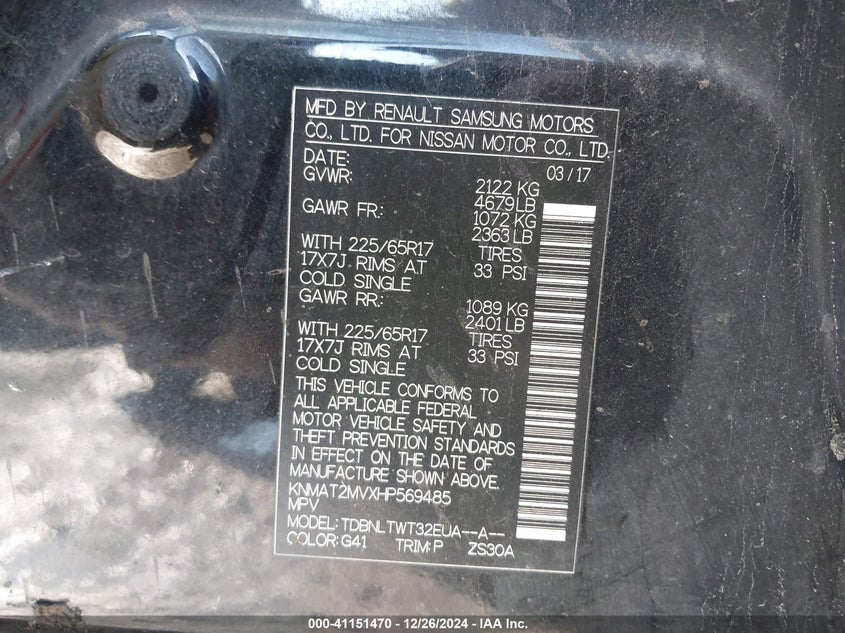 MFD BY RENAULT SAMSUNG MOTORS
CO., LTD. FOR NISSAN MOTOR CO., LTD.
DATE: 03/17
GVWR: 2122 KG
4679 LB
GAWR FR: 1072 KG
2363 LB
WITH 225/65R17 TIRES
17X7J RIMS AT 33 PSI
COLD SINGLE
GAWR RR: 1089 KG
2401 LB
WITH 225/65R17 TIRES
17X7J RIMS AT 33 PSI
COLD SINGLE
THIS VEHICLE CONFORMS TO
ALL APPLICABLE FEDERAL
MOTOR VEHICLE SAFETY AND
THEFT PREVENTION STANDARDS
IN EFFECT ON THE DATE OF
MANUFACTURE SHOWN ABOVE.
KNMAT2MVXHP569485
MPV
MODEL: TDBNLTWT32EUA--A--
COLOR: G41 TRIM: P ZS30A
000-41151470 - 12/26/2024 - IAA Inc.